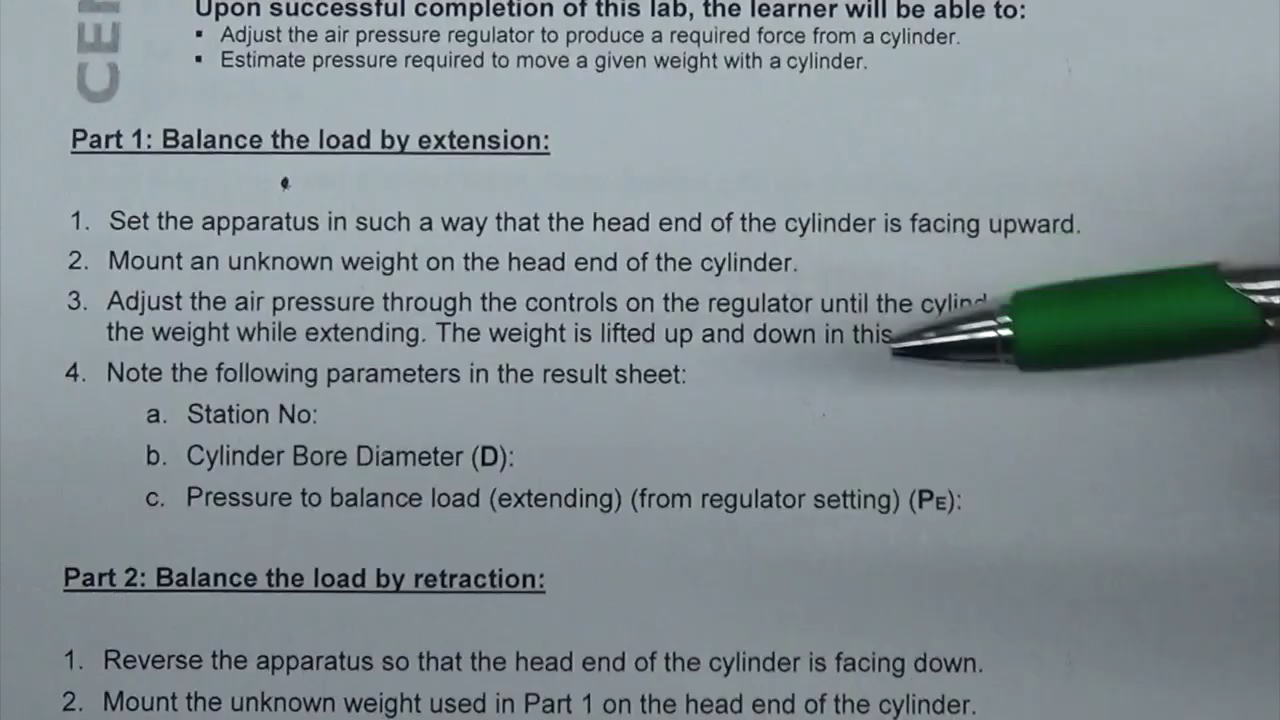 CEN
Upon successful completion of this lab, the learner will be able to:
▪ Adjust the air pressure regulator to produce a required force from a cylinder.
▪ Estimate pressure required to move a given weight with a cylinder.
Part 1: Balance the load by extension:
1. Set the apparatus in such a way that the head end of the cylinder is facing upward.
2. Mount an unknown weight on the head end of the cylinder.
3. Adjust the air pressure through the controls on the regulator until the
the weight while extending. The weight is lifted up and down in this
4. Note the following parameters in the result sheet:
a. Station No:
b. Cylinder Bore Diameter (D):
c. Pressure to balance load (extending) (from regulator setting) (PE):
Part 2: Balance the load by retraction:
1. Reverse the apparatus so that the head end of the cylinder is facing down.
2. Mount the unknown weight used in Part 1 on the head end of the cylinder.